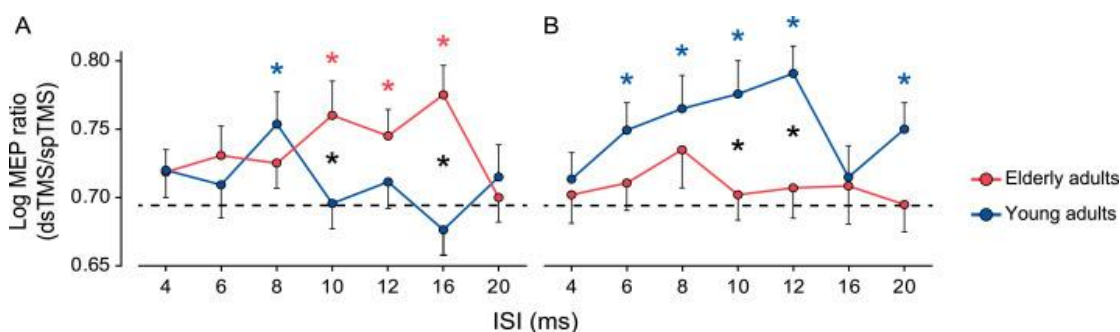 A
B
Log MEP ratio
(dsTMS/spTMS)
0.80
0.75
0.70
0.65
* * * *
* *
* * * * *
* *
4 6 8 10 12 16 20
4 6 8 10 12 16 20
ISI (ms)
Elderly adults
Young adults